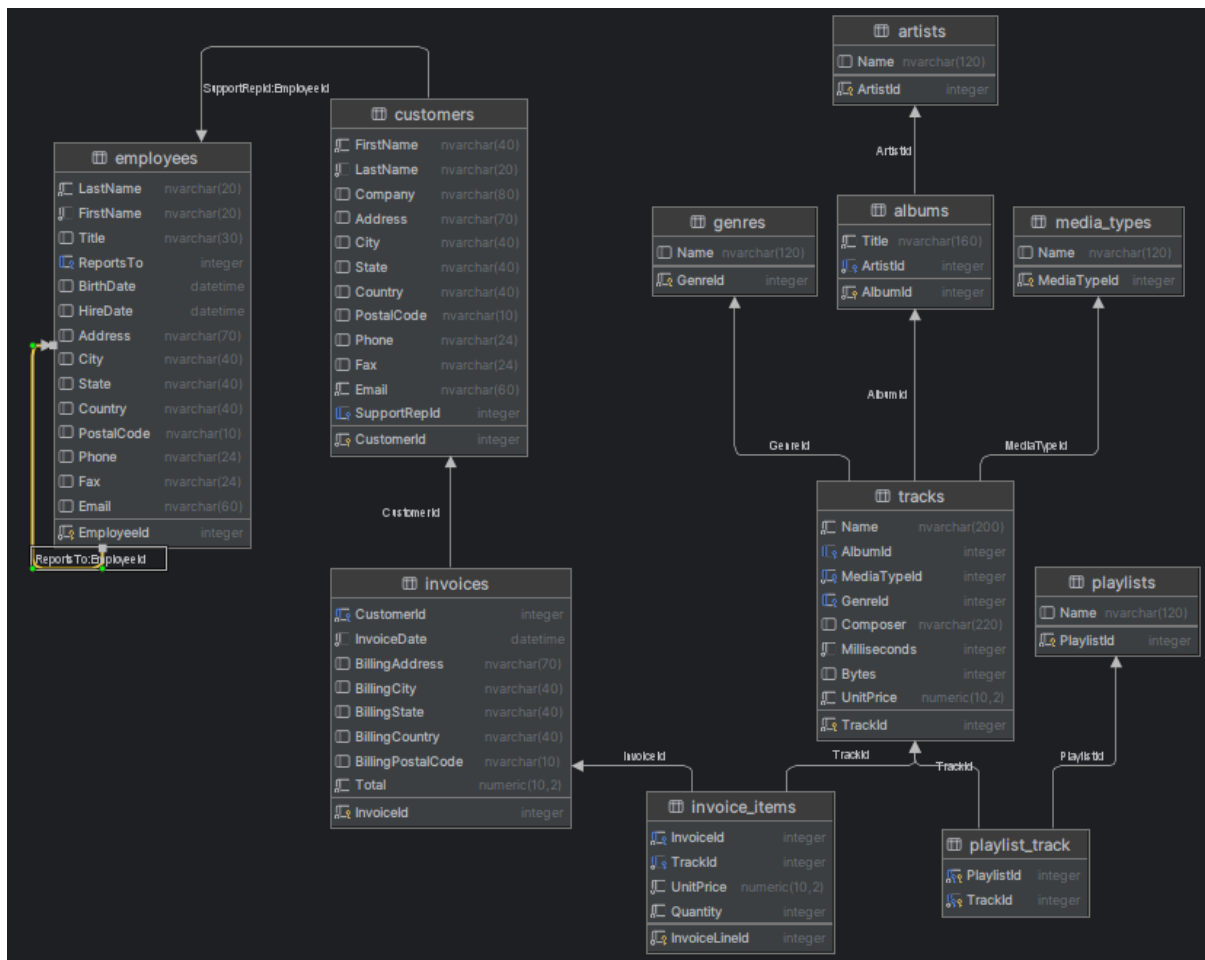 artists
Name nvarchar(120)
ArtistId integer
SupportRepId:EmployeeId
customers
FirstName nvarchar(40)
LastName nvarchar(20)
Company nvarchar(80)
Address nvarchar(70)
City nvarchar(40)
State nvarchar(40)
Country nvarchar(40)
PostalCode nvarchar(10)
Phone nvarchar(24)
Fax nvarchar(24)
Email nvarchar(60)
SupportRepId integer
CustomerId integer
employees
LastName nvarchar(20)
FirstName nvarchar(20)
Title nvarchar(30)
ReportsTo integer
BirthDate datetime
HireDate datetime
Address nvarchar(70)
City nvarchar(40)
State nvarchar(40)
Country nvarchar(40)
PostalCode nvarchar(10)
Phone nvarchar(24)
Fax nvarchar(24)
Email nvarchar(60)
EmployeeId integer
ReportsTo:EmployeeId
ArtistId
genres
Name nvarchar(120)
GenreId integer
albums
Title nvarchar(160)
ArtistId integer
AlbumId integer
media_types
Name nvarchar(120)
MediaTypeId integer
AlbumId
GenreId
MediaTypeId
CustomerId
invoices
CustomerId integer
InvoiceDate datetime
BillingAddress nvarchar(70)
BillingCity nvarchar(40)
BillingState nvarchar(40)
BillingCountry nvarchar(40)
BillingPostalCode nvarchar(10)
Total numeric(10,2)
InvoiceId integer
tracks
Name nvarchar(200)
AlbumId integer
MediaTypeId integer
GenreId integer
Composer nvarchar(220)
Milliseconds integer
Bytes integer
UnitPrice numeric(10,2)
TrackId integer
playlists
Name nvarchar(120)
PlaylistId integer
InvoiceId
TrackId
TrackId
PlaylistId
invoice_items
InvoiceId integer
TrackId integer
UnitPrice numeric(10,2)
Quantity integer
InvoiceLineId integer
playlist_track
PlaylistId integer
TrackId integer